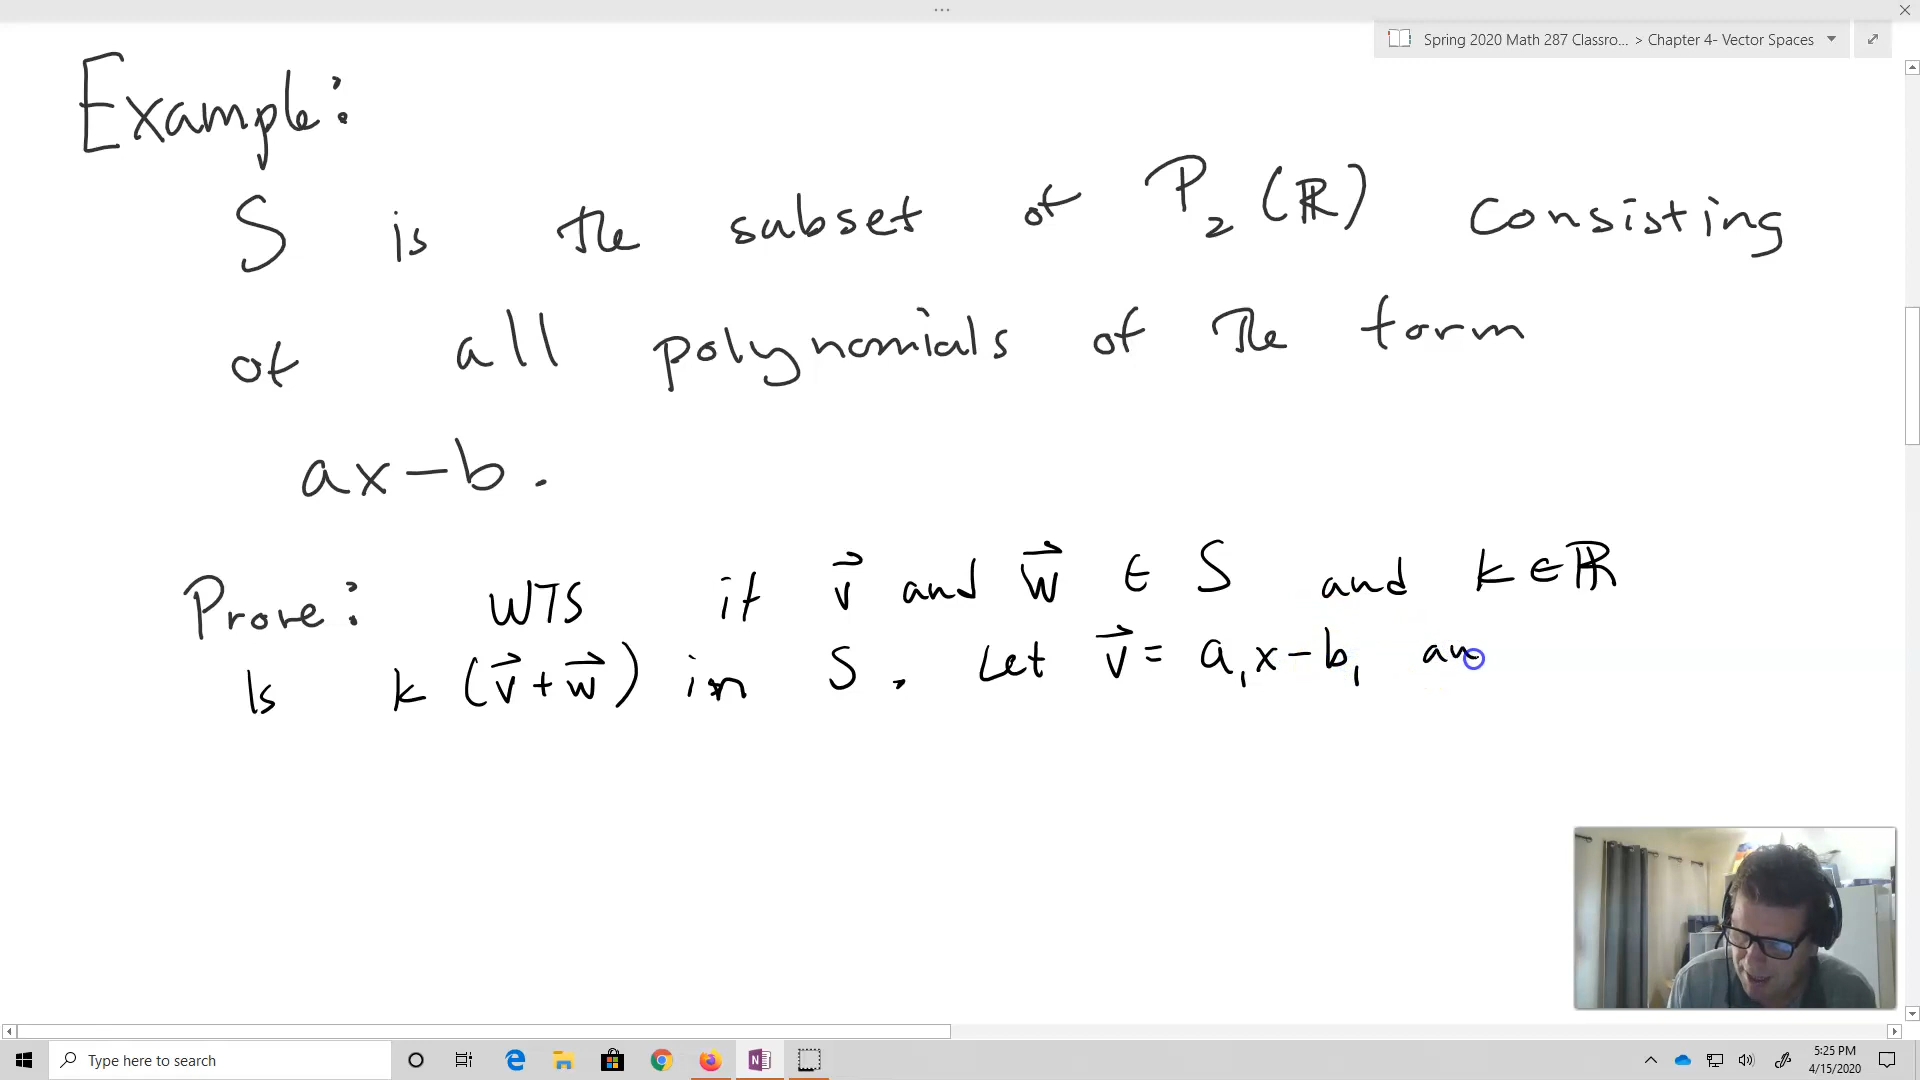 Spring 2020 Math 287 Classro... > Chapter 4- Vector Spaces
Example:
S is the subset of P₂(ℝ) consisting
of all polynomials of the form
ax-b.
Prove: WTS if v⃗ and w⃗ ∈ S and k∈ℝ
Is k(v⃗+w⃗) in S. Let v⃗ = a₁x-b₁ an
Type here to search
5:25 PM
4/15/2020